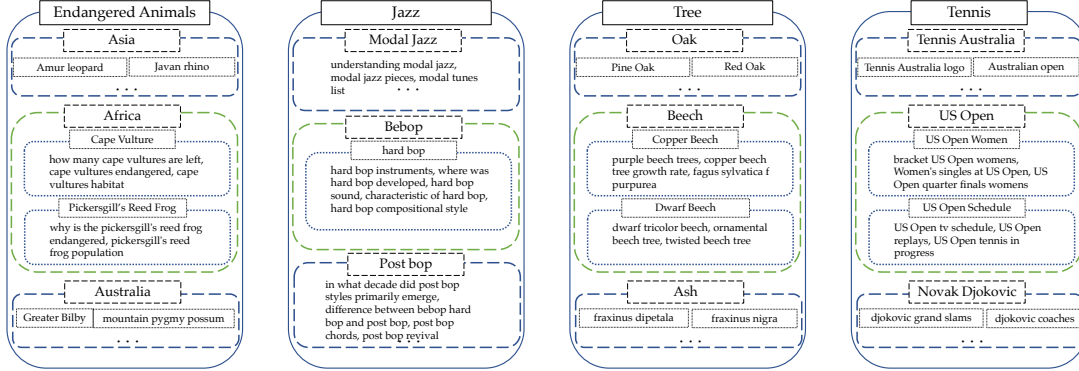 Endangered Animals
Asia
Amur leopard
Javan rhino
. . .
Africa
Cape Vulture
how many cape vultures are left,
cape vultures endangered, cape
vultures habitat
Pickersgill's Reed Frog
why is the pickersgill's reed frog
endangered, pickersgill's reed
frog population
Australia
Greater Bilby
mountain pygmy possum
. . .
Jazz
Modal Jazz
understanding modal jazz,
modal jazz pieces, modal tunes
list
. . .
Bebop
hard bop
hard bop instruments, where was
hard bop developed, hard bop
sound, characteristic of hard bop,
hard bop compositional style
Post bop
in what decade did post bop
styles primarily emerge,
difference between bebop hard
bop and post bop, post bop
chords, post bop revival
. . .
Tree
Oak
Pine Oak
Red Oak
. . .
Beech
Copper Beech
purple beech trees, copper beech
tree growth rate, fagus sylvatica f
purpurea
Dwarf Beech
dwarf tricolor beech, ornamental
beech tree, twisted beech tree
Ash
fraxinus dipetala
fraxinus nigra
. . .
Tennis
Tennis Australia
Tennis Australia logo
Australian open
. . .
US Open
US Open Women
bracket US Open womens,
Women's singles at US Open, US
Open quarter finals womens
US Open Schedule
US Open tv schedule, US Open
replays, US Open tennis in
progress
Novak Djokovic
djokovic grand slams
djokovic coaches
. . .